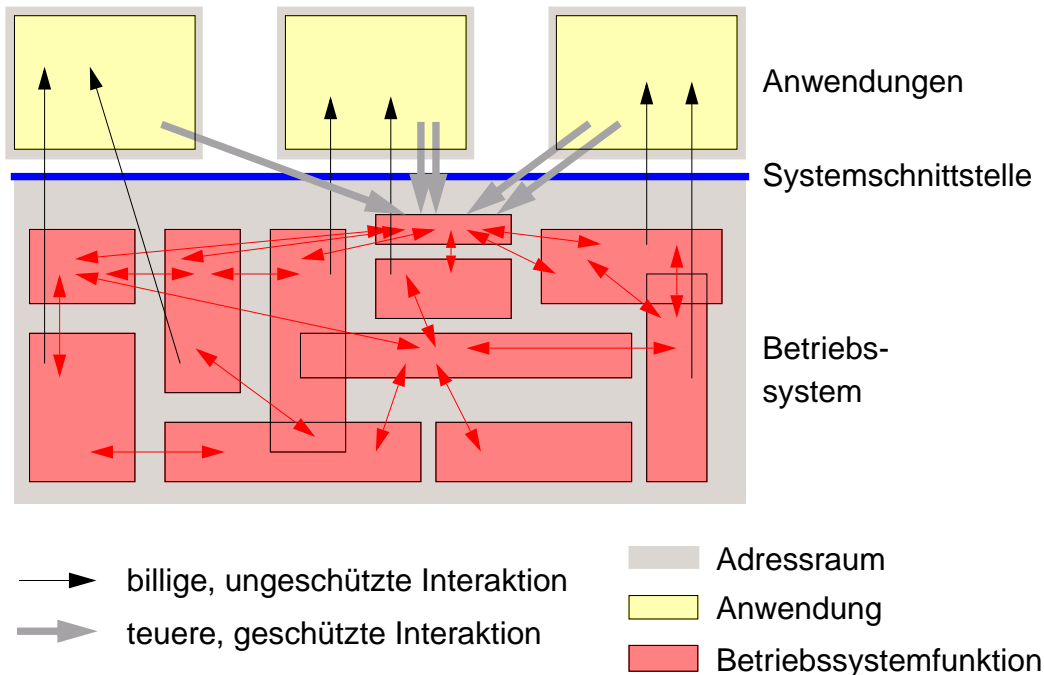 Anwendungen
Systemschnittstelle
Betriebs-
system
billige, ungeschützte Interaktion
teuere, geschützte Interaktion
Adressraum
Anwendung
Betriebssystemfunktion